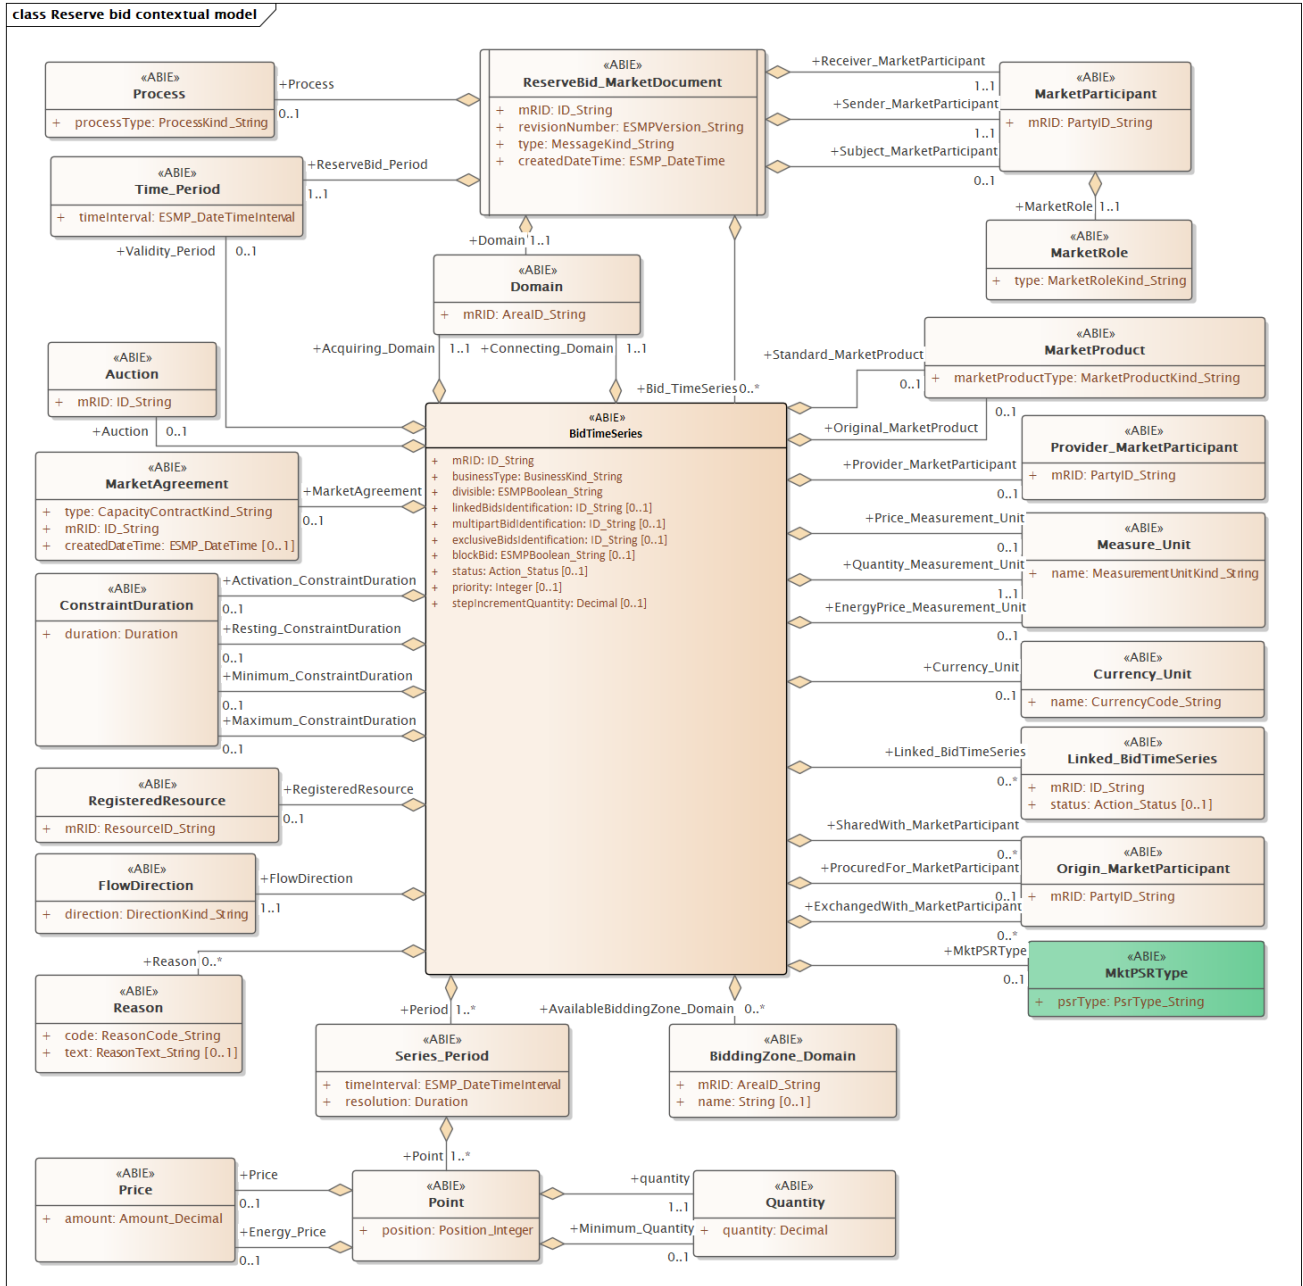 class Reserve bid contextual model
«ABIE»
Process
+ processType: ProcessKind_String
+Process
0..1
«ABIE»
ReserveBid_MarketDocument
+ mRID: ID_String
+ revisionNumber: ESMPVersion_String
+ type: MessageKind_String
+ createdDateTime: ESMP_DateTime
+Receiver_MarketParticipant
1..1
+Sender_MarketParticipant
1..1
+Subject_MarketParticipant
0..1
«ABIE»
MarketParticipant
+ mRID: PartyID_String
«ABIE»
Time_Period
+ timeInterval: ESMP_DateTimeInterval
+ReserveBid_Period
1..1
+Validity_Period
0..1
+MarketRole 1..1
«ABIE»
MarketRole
+ type: MarketRoleKind_String
+Domain 1..1
«ABIE»
Domain
+ mRID: AreaID_String
+Acquiring_Domain
1..1
+Connecting_Domain
1..1
+Bid_TimeSeries 0..*
«ABIE»
Auction
+ mRID: ID_String
+Auction
0..1
+Standard_MarketProduct
0..1
«ABIE»
MarketProduct
+ marketProductType: MarketProductKind_String
0..1
+Original_MarketProduct
«ABIE»
BidTimeSeries
+ mRID: ID_String
+ businessType: BusinessKind_String
+ divisible: ESMPBoolean_String
+ linkedBidsIdentification: ID_String [0..1]
+ multipartBidIdentification: ID_String [0..1]
+ exclusiveBidsIdentification: ID_String [0..1]
+ blockBid: ESMPBoolean_String [0..1]
+ status: Action_Status [0..1]
+ priority: Integer [0..1]
+ stepIncrementQuantity: Decimal [0..1]
«ABIE»
MarketAgreement
+ type: CapacityContractKind_String
+ mRID: ID_String
+ createdDateTime: ESMP_DateTime [0..1]
+MarketAgreement
0..1
+Provider_MarketParticipant
0..1
«ABIE»
Provider_MarketParticipant
+ mRID: PartyID_String
+Price_Measurement_Unit
0..1
+Quantity_Measurement_Unit
1..1
+EnergyPrice_Measurement_Unit
0..1
«ABIE»
Measure_Unit
+ name: MeasurementUnitKind_String
«ABIE»
ConstraintDuration
+ duration: Duration
+Activation_ConstraintDuration
0..1
+Resting_ConstraintDuration
0..1
+Minimum_ConstraintDuration
0..1
+Maximum_ConstraintDuration
0..1
+Currency_Unit
0..1
«ABIE»
Currency_Unit
+ name: CurrencyCode_String
+Linked_BidTimeSeries
0..*
«ABIE»
Linked_BidTimeSeries
+ mRID: ID_String
+ status: Action_Status [0..1]
«ABIE»
RegisteredResource
+ mRID: ResourceID_String
+RegisteredResource
0..1
+SharedWith_MarketParticipant
0..*
+ProcuredFor_MarketParticipant
0..1
+ExchangedWith_MarketParticipant
0..*
«ABIE»
Origin_MarketParticipant
+ mRID: PartyID_String
«ABIE»
FlowDirection
+ direction: DirectionKind_String
+FlowDirection
1..1
+MktPSRType
0..1
«ABIE»
MktPSRType
+ psrType: PsrType_String
+Reason 0..*
«ABIE»
Reason
+ code: ReasonCode_String
+ text: ReasonText_String [0..1]
+Period 1..*
«ABIE»
Series_Period
+ timeInterval: ESMP_DateTimeInterval
+ resolution: Duration
+AvailableBiddingZone_Domain 0..*
«ABIE»
BiddingZone_Domain
+ mRID: AreaID_String
+ name: String [0..1]
+Point 1..*
«ABIE»
Price
+ amount: Amount_Decimal
+Price
0..1
+Energy_Price
0..1
«ABIE»
Point
+ position: Position_Integer
+quantity
1..1
+Minimum_Quantity
0..1
«ABIE»
Quantity
+ quantity: Decimal